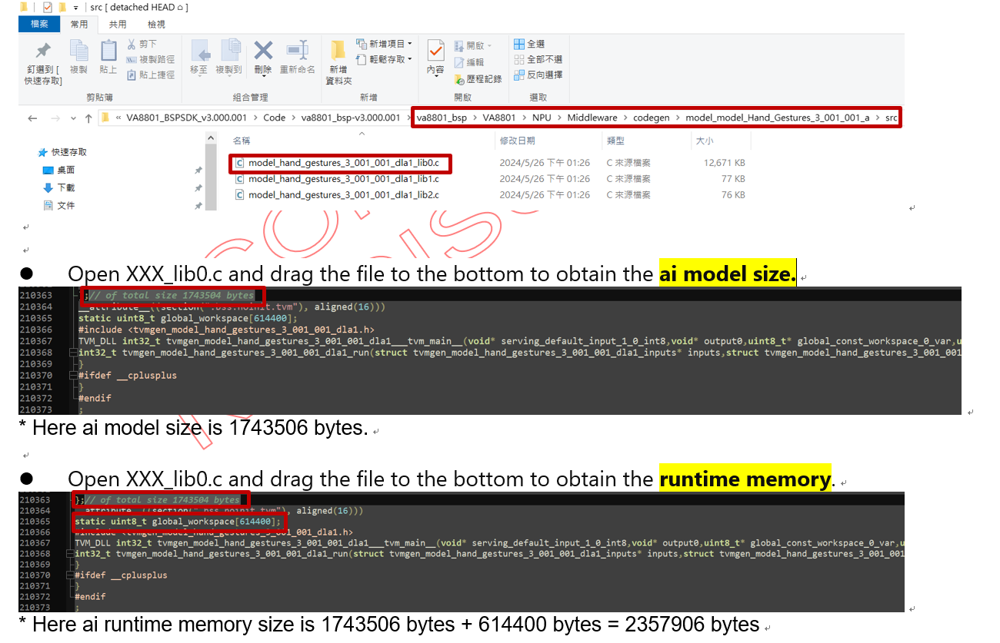 src [ detached HEAD ⌂ ]
檔案 常用 共用 檢視
釘選到 [快速存取] 複製 貼上 剪下 複製路徑 貼上捷徑 移至 複製到 刪除 重新命名 新增資料夾 新增項目 輕鬆存取 內容 開啟 編輯 歷程記錄 全選 全部不選 反向選擇
剪貼簿 組合管理 新增 開啟 選取
« VA8801_BSPSDK_v3.000.001 › Code › va8801_bsp-v3.000.001 › va8801_bsp › VA8801 › NPU › Middleware › codegen › model_model_Hand_Gestures_3_001_001_a › src
快速存取
桌面
下載
文件
名稱 修改日期 類型 大小
model_hand_gestures_3_001_001_dla1_lib0.c 2024/5/26 下午 01:26 C 來源檔案 12,671 KB
model_hand_gestures_3_001_001_dla1_lib1.c 2024/5/26 下午 01:26 C 來源檔案 77 KB
model_hand_gestures_3_001_001_dla1_lib2.c 2024/5/26 下午 01:26 C 來源檔案 76 KB
● Open XXX_lib0.c and drag the file to the bottom to obtain the ai model size.
210363 };// of total size 1743504 bytes
210364 __attribute__((section(".bss.noinit.tvm"), aligned(16)))
210365 static uint8_t global_workspace[614400];
210366 #include <tvmgen_model_hand_gestures_3_001_001_dla1.h>
210367 TVM_DLL int32_t tvmgen_model_hand_gestures_3_001_001_dla1___tvm_main__(void* serving_default_input_1_0_int8,void* output0,uint8_t* global_const_workspace_0_var,u
210368 int32_t tvmgen_model_hand_gestures_3_001_001_dla1_run(struct tvmgen_model_hand_gestures_3_001_001_dla1_inputs* inputs,struct tvmgen_model_hand_gestures_3_001_001
210369 }
210370 #ifdef __cplusplus
210371 }
210372 #endif
210373 ;
* Here ai model size is 1743506 bytes.
● Open XXX_lib0.c and drag the file to the bottom to obtain the runtime memory.
210363 };// of total size 1743504 bytes
210364 __attribute__((section(".bss.noinit.tvm"), aligned(16)))
210365 static uint8_t global_workspace[614400];
210366 #include <tvmgen_model_hand_gestures_3_001_001_dla1.h>
210367 TVM_DLL int32_t tvmgen_model_hand_gestures_3_001_001_dla1___tvm_main__(void* serving_default_input_1_0_int8,void* output0,uint8_t* global_const_workspace_0_var,u
210368 int32_t tvmgen_model_hand_gestures_3_001_001_dla1_run(struct tvmgen_model_hand_gestures_3_001_001_dla1_inputs* inputs,struct tvmgen_model_hand_gestures_3_001_001
210369 }
210370 #ifdef __cplusplus
210371 }
210372 #endif
210373 ;
* Here ai runtime memory size is 1743506 bytes + 614400 bytes = 2357906 bytes